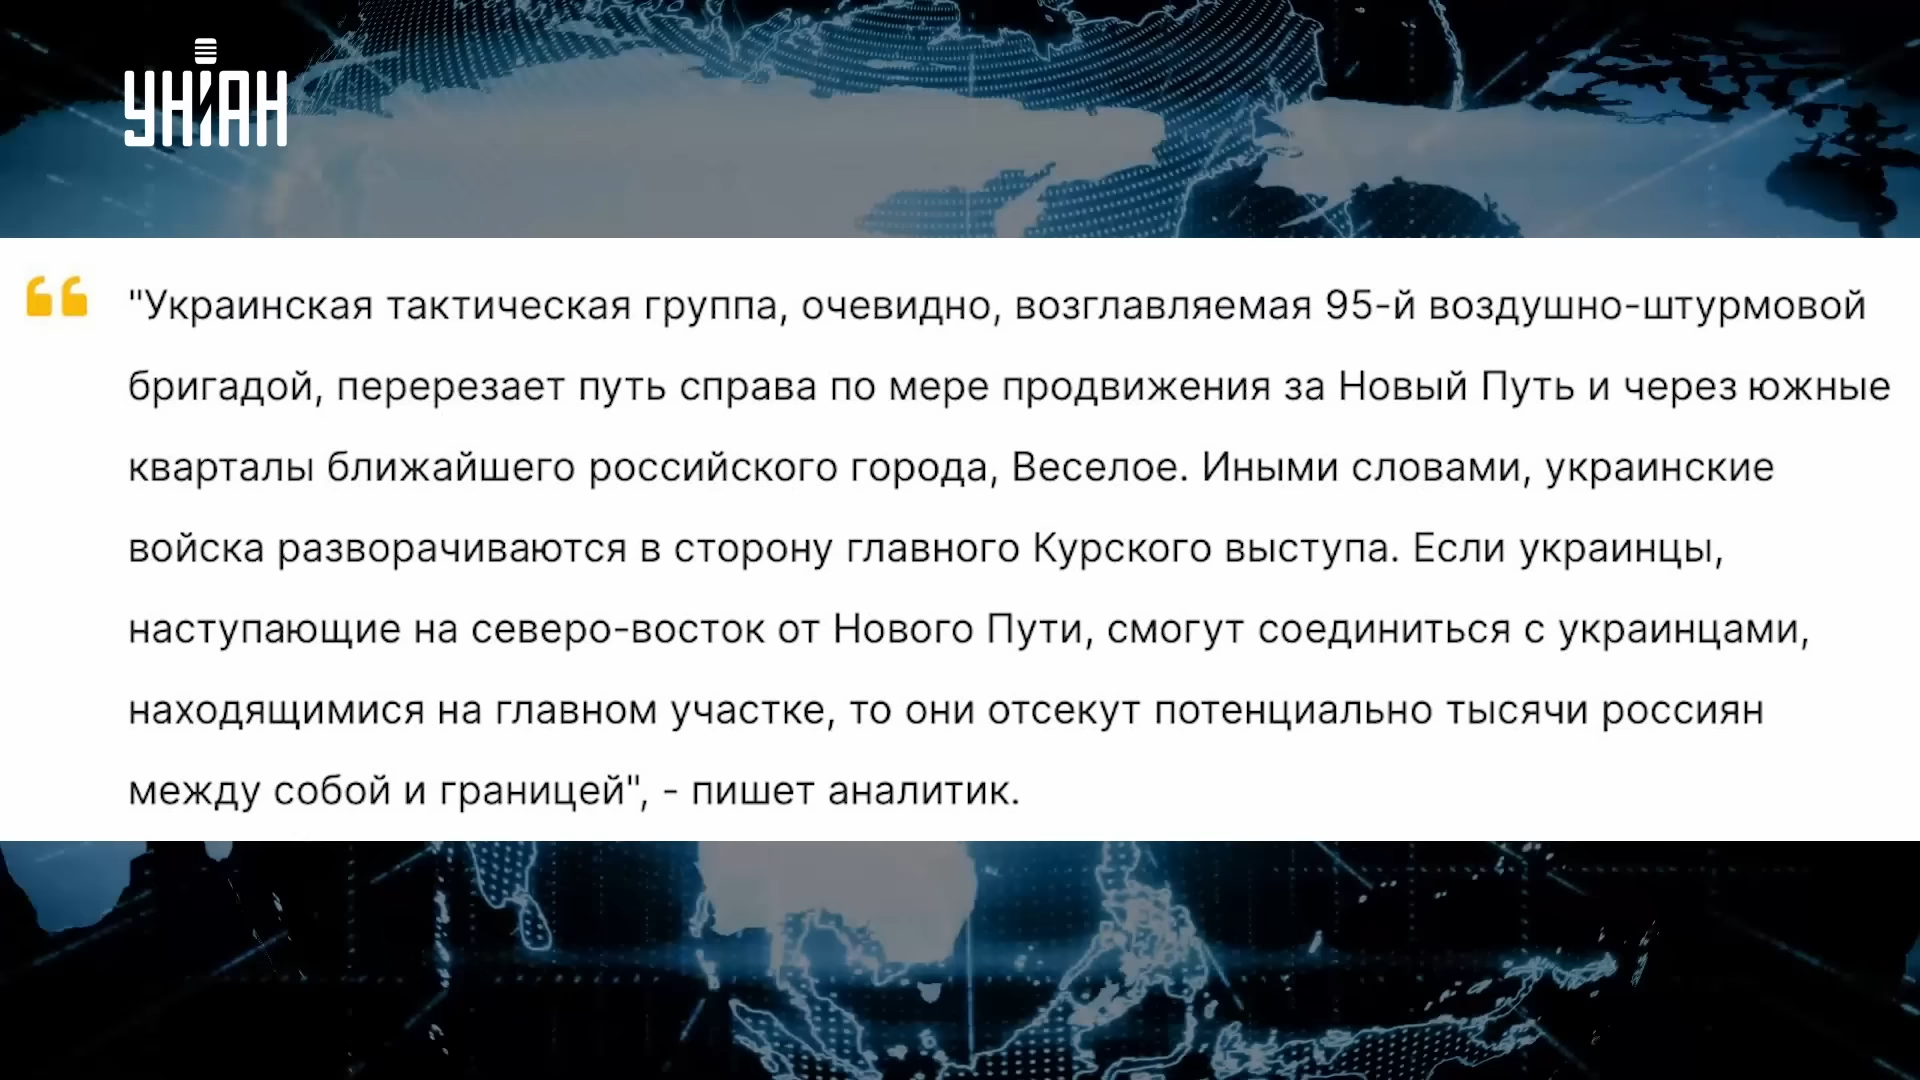 УНІАН
"Украинская тактическая группа, очевидно, возглавляемая 95-й воздушно-штурмовой
бригадой, перерезает путь справа по мере продвижения за Новый Путь и через южные
кварталы ближайшего российского города, Веселое. Иными словами, украинские
войска разворачиваются в сторону главного Курского выступа. Если украинцы,
наступающие на северо-восток от Нового Пути, смогут соединиться с украинцами,
находящимися на главном участке, то они отсекут потенциально тысячи россиян
между собой и границей", - пишет аналитик.